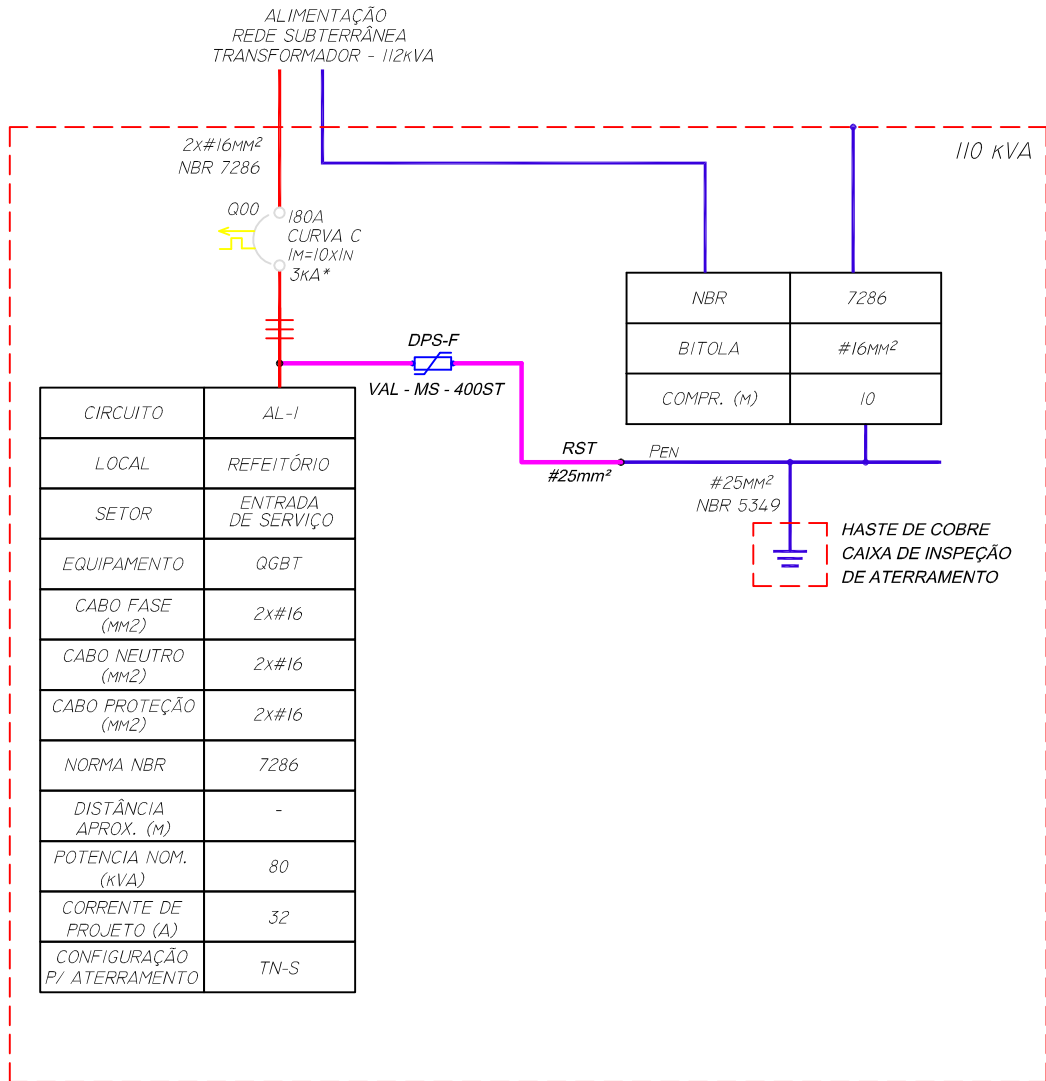 ALIMENTAÇÃO
REDE SUBTERRÂNEA
TRANSFORMADOR - 112KVA
110 KVA
2X#16MM²
NBR 7286
Q00
180A
CURVA C
IM=10XIN
3KA*
NBR 7286
BITOLA #16MM²
COMPR. (M) 10
DPS-F
VAL - MS - 400ST
RST
#25mm²
PEN
#25MM²
NBR 5349
HASTE DE COBRE
CAIXA DE INSPEÇÃO
DE ATERRAMENTO
CIRCUITO AL-1
LOCAL REFEITÓRIO
SETOR ENTRADA
DE SERVIÇO
EQUIPAMENTO QGBT
CABO FASE
(MM2) 2X#16
CABO NEUTRO
(MM2) 2X#16
CABO PROTEÇÃO
(MM2) 2X#16
NORMA NBR 7286
DISTÂNCIA
APROX. (M) -
POTENCIA NOM.
(KVA) 80
CORRENTE DE
PROJETO (A) 32
CONFIGURAÇÃO
P/ ATERRAMENTO TN-S